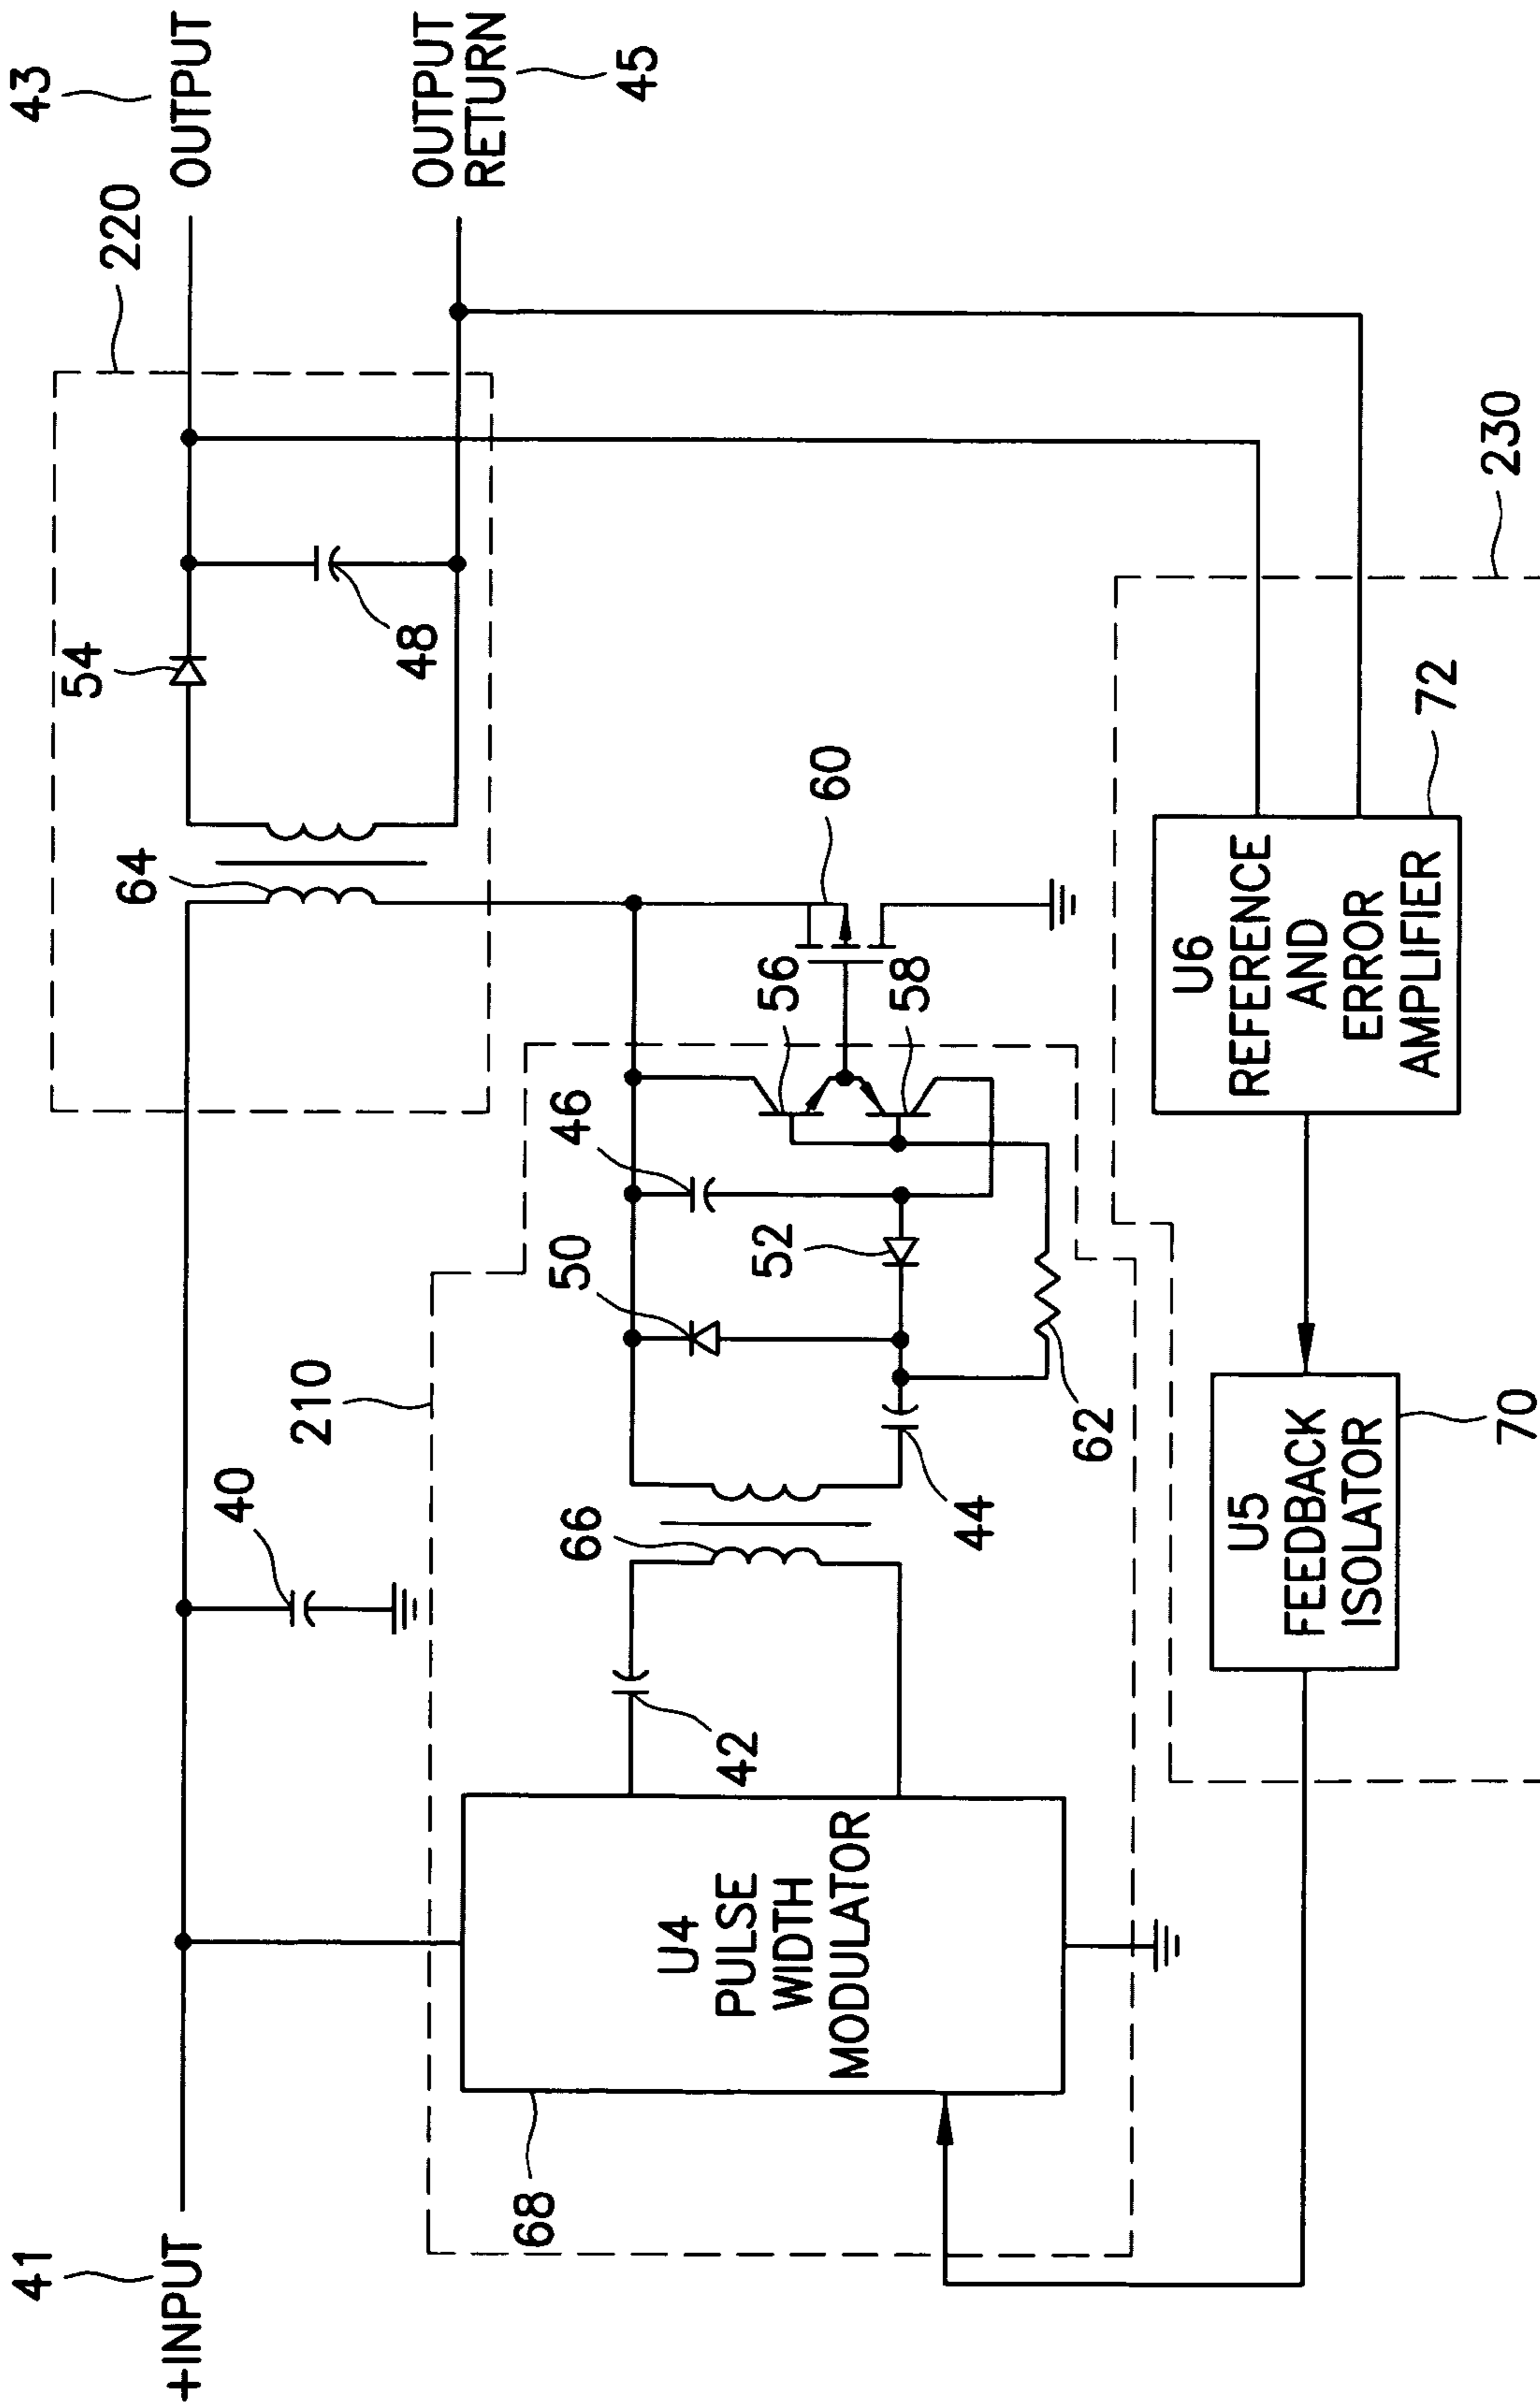 41
+INPUT
43
OUTPUT
OUTPUT
RETURN
45
220
54
48
64
40
210
68
U4
PULSE
WIDTH
MODULATOR
42
66
44
50
46
52
56
58
60
62
U5
FEEDBACK
ISOLATOR
70
U6
REFERENCE
AND
ERROR
AMPLIFIER
72
230